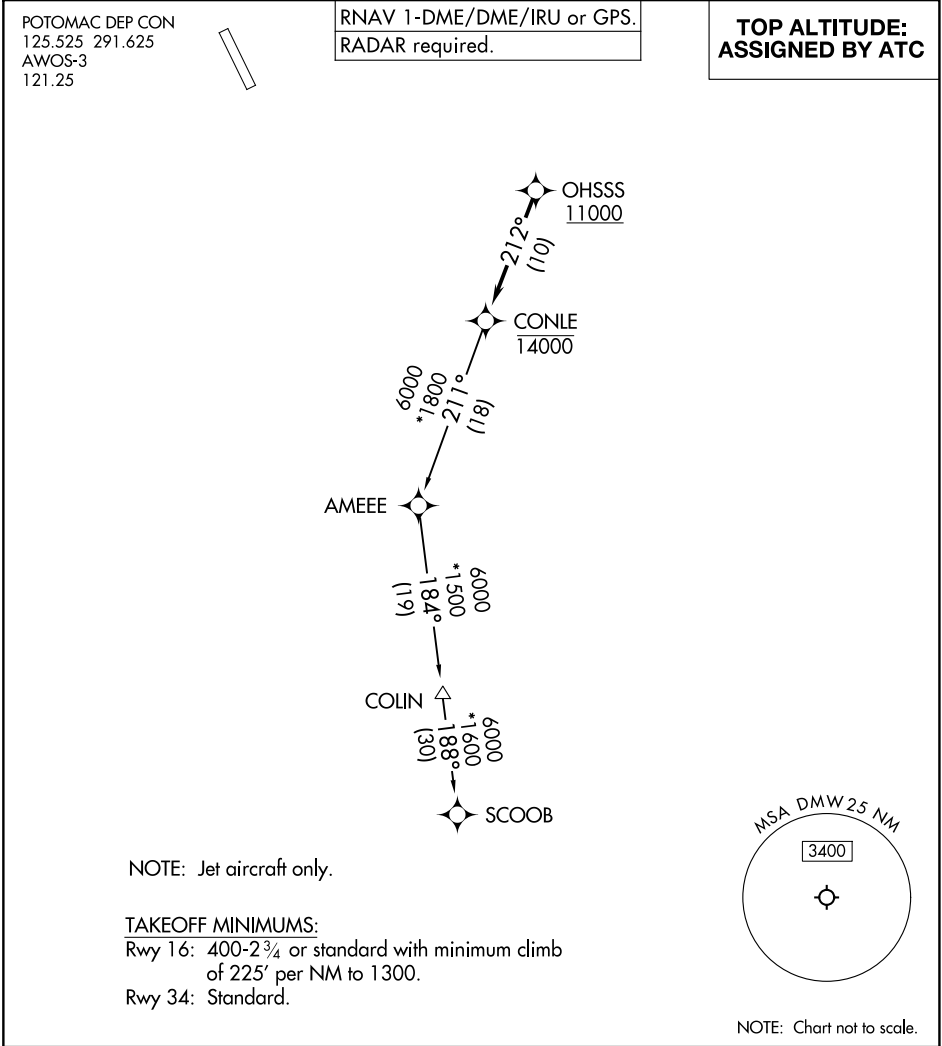 POTOMAC DEP CON
125.525 291.625
AWOS-3
121.25
RNAV 1-DME/DME/IRU or GPS.
RADAR required.
TOP ALTITUDE:
ASSIGNED BY ATC
OHSSS
11000
212°
(10)
CONLE
14000
6000
*1800
211°
(18)
AMEEE
6000
*1500
184°
(19)
COLIN
6000
*1600
188°
(30)
SCOOB
NOTE: Jet aircraft only.
TAKEOFF MINIMUMS:
Rwy 16: 400-2¾ or standard with minimum climb
of 225' per NM to 1300.
Rwy 34: Standard.
MSA DMW 25 NM
3400
NOTE: Chart not to scale.